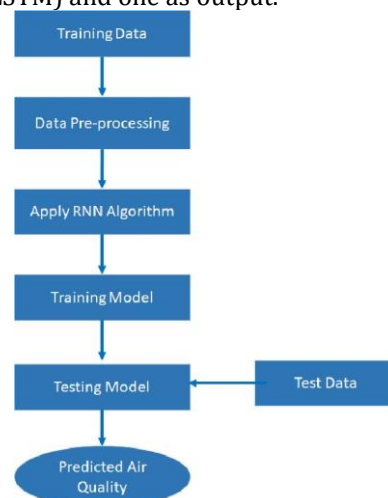 LSTM) and one as output.
Training Data
Data Pre-processing
Apply RNN Algorithm
Training Model
Testing Model
Test Data
Predicted Air
Quality